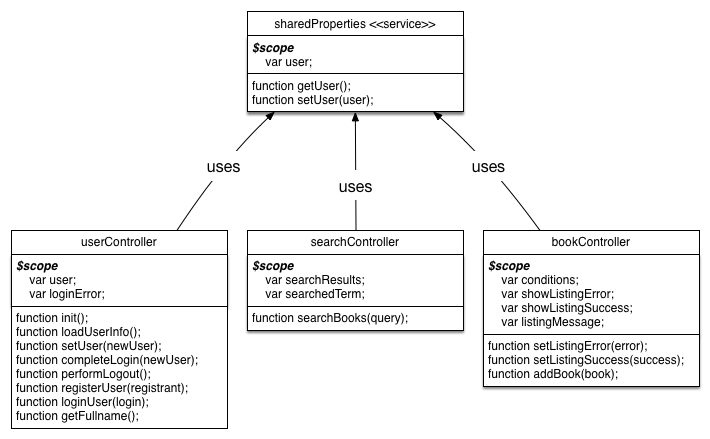 sharedProperties <<service>>
$scope
var user;
function getUser();
function setUser(user);
uses
uses
uses
userController
$scope
var user;
var loginError;
function init();
function loadUserInfo();
function setUser(newUser);
function completeLogin(newUser);
function performLogout();
function registerUser(registrant);
function loginUser(login);
function getFullname();
searchController
$scope
var searchResults;
var searchedTerm;
function searchBooks(query);
bookController
$scope
var conditions;
var showListingError;
var showListingSuccess;
var listingMessage;
function setListingError(error);
function setListingSuccess(success);
function addBook(book);